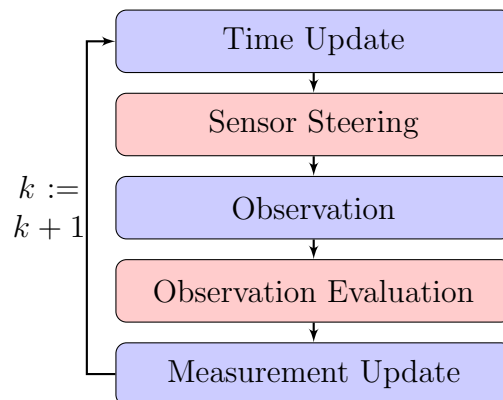 Time Update
Sensor Steering
k :=
k + 1
Observation
Observation Evaluation
Measurement Update